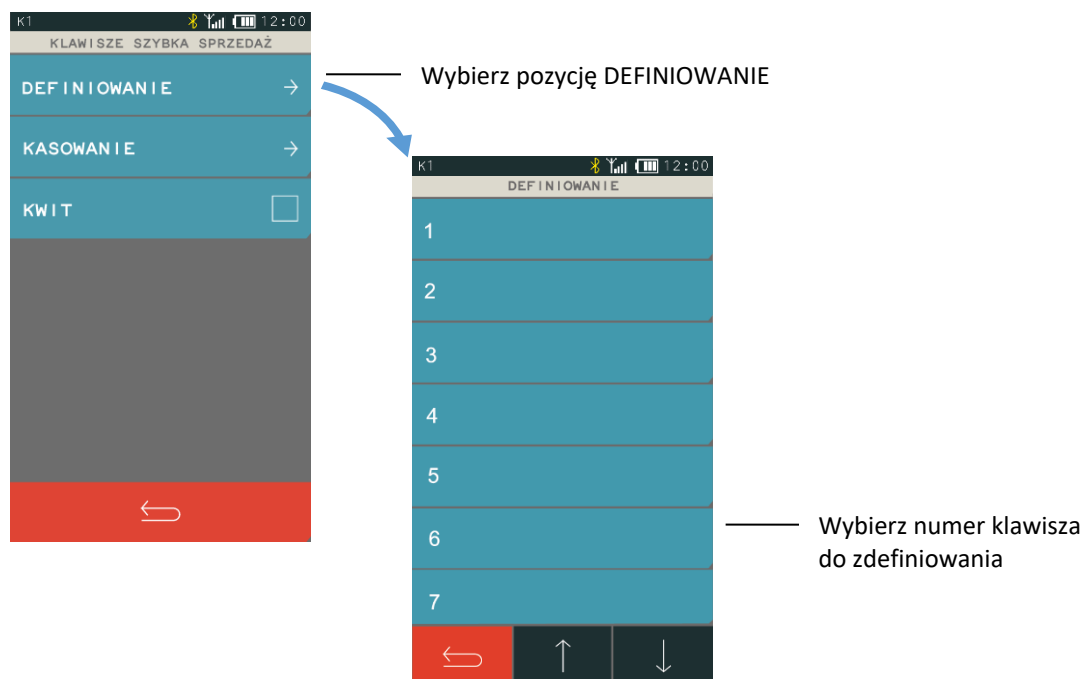 K1 12:00
KLAWISZE SZYBKA SPRZEDAŻ
DEFINIOWANIE
KASOWANIE
KWIT
Wybierz pozycję DEFINIOWANIE
K1 12:00
DEFINIOWANIE
1
2
3
4
5
6
7
Wybierz numer klawisza
do zdefiniowania